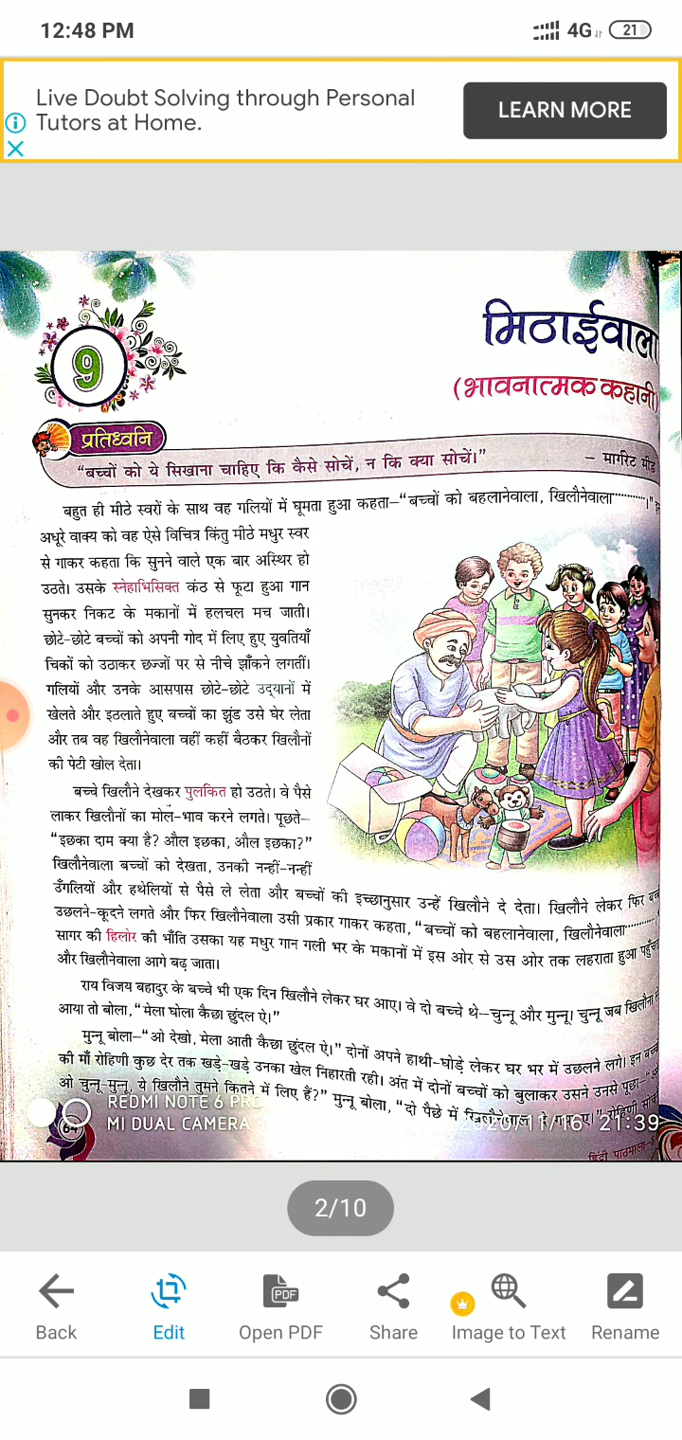 12:48 PM
4G 21
Live Doubt Solving through Personal
Tutors at Home.
LEARN MORE
9
मिठाईवाला
(भावनात्मक कहानी)
प्रतिध्वनि
“बच्चों को ये सिखाना चाहिए कि कैसे सोचें, न कि क्या सोचें।”
– मार्गरेट मीड
बहुत ही मीठे स्वरों के साथ वह गलियों में घूमता हुआ कहता–“बच्चों को बहलानेवाला, खिलौनेवाला............।”
अधूरे वाक्य को वह ऐसे विचित्र किंतु मीठे मधुर स्वर
से गाकर कहता कि सुनने वाले एक बार अस्थिर हो
उठते। उसके स्नेहाभिसिक्त कंठ से फूटा हुआ गान
सुनकर निकट के मकानों में हलचल मच जाती।
छोटे-छोटे बच्चों को अपनी गोद में लिए हुए युवतियाँ
चिकों को उठाकर छज्जों पर से नीचे झाँकने लगतीं।
गलियों और उनके आसपास छोटे-छोटे उद्यानों में
खेलते और इठलाते हुए बच्चों का झुंड उसे घेर लेता
और तब वह खिलौनेवाला वहीं कहीं बैठकर खिलौनों
की पेटी खोल देता।
बच्चे खिलौने देखकर पुलकित हो उठते। वे पैसे
लाकर खिलौनों का मोल-भाव करने लगते। पूछते–
“इछका दाम क्या है? औल इछका, औल इछका?”
खिलौनेवाला बच्चों को देखता, उनकी नन्हीं-नन्हीं
उँगलियों और हथेलियों से पैसे ले लेता और बच्चों की इच्छानुसार उन्हें खिलौने दे देता। खिलौने लेकर फिर
उछलने-कूदने लगते और फिर खिलौनेवाला उसी प्रकार गाकर कहता, “बच्चों को बहलानेवाला, खिलौनेवाला...........
सागर की हिलोर की भाँति उसका यह मधुर गान गली भर के मकानों में इस ओर से उस ओर तक लहराता हुआ पहुँचता
और खिलौनेवाला आगे बढ़ जाता।
राय विजय बहादुर के बच्चे भी एक दिन खिलौने लेकर घर आए। वे दो बच्चे थे–चुन्नू और मुन्नू। चुन्नू जब खिलौना
आया तो बोला, “मेला घोला कैछा छुंदल ऐ।”
मुन्नू बोला–“ओ देखो, मेला आती कैछा छुंदल ऐ।” दोनों अपने हाथी-घोड़े लेकर घर भर में उछलने लगे। इन
की माँ रोहिणी कुछ देर तक खड़े-खड़े उनका खेल निहारती रही। अंत में दोनों बच्चों को बुलाकर उसने उनसे पूछा–
ओ चुन्नू मुन्नू, ये खिलौने तुमने कितने में लिए हैं?” मुन्नू बोला, “दो पैछे में रोहिणी
64
REDMI NOTE 6 PRO
MI DUAL CAMERA
2020/11/16 21:39
हिंदी पाठमाला-
2/10
Back
Edit
PDF
Open PDF
Share
Image to Text
Rename